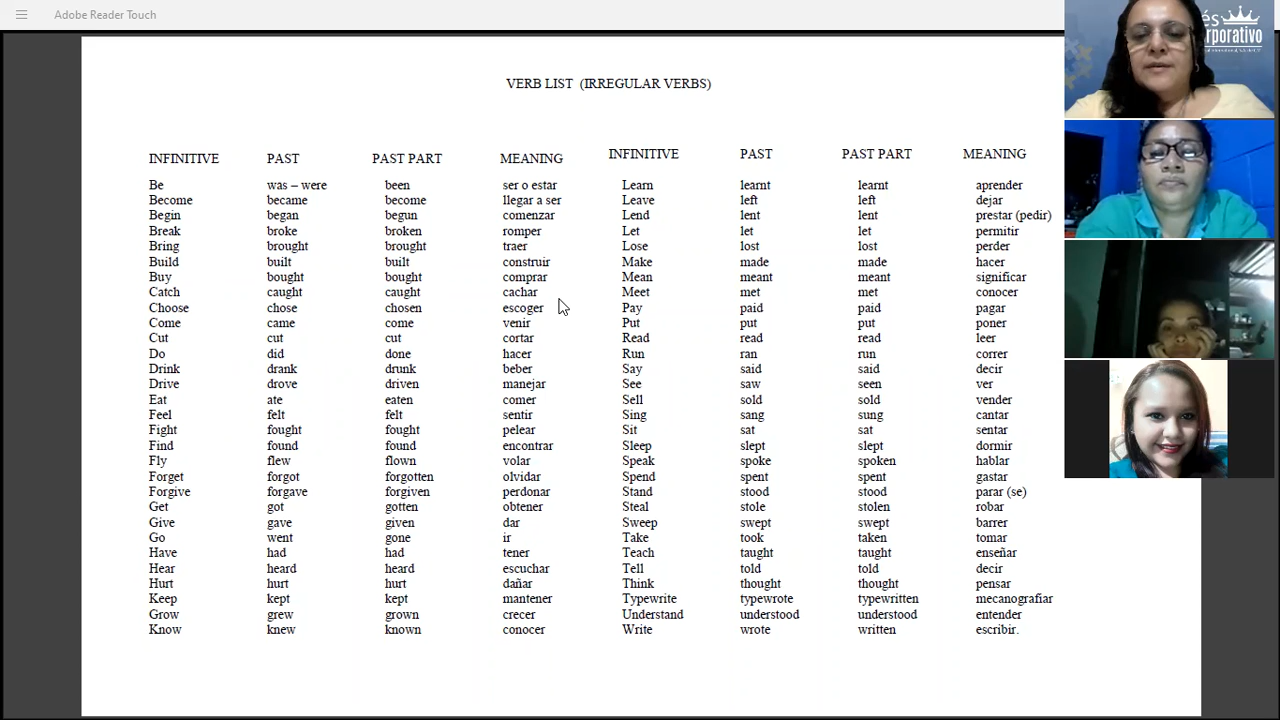 Adobe Reader Touch
és
rporativo
VERB LIST (IRREGULAR VERBS)
INFINITIVE PAST PAST PART MEANING INFINITIVE PAST PAST PART MEANING
Be was – were been ser o estar Learn learnt learnt aprender
Become became become llegar a ser Leave left left dejar
Begin began begun comenzar Lend lent lent prestar (pedir)
Break broke broken romper Let let let permitir
Bring brought brought traer Lose lost lost perder
Build built built construir Make made made hacer
Buy bought bought comprar Mean meant meant significar
Catch caught caught cachar Meet met met conocer
Choose chose chosen escoger Pay paid paid pagar
Come came come venir Put put put poner
Cut cut cut cortar Read read read leer
Do did done hacer Run ran run correr
Drink drank drunk beber Say said said decir
Drive drove driven manejar See saw seen ver
Eat ate eaten comer Sell sold sold vender
Feel felt felt sentir Sing sang sung cantar
Fight fought fought pelear Sit sat sat sentar
Find found found encontrar Sleep slept slept dormir
Fly flew flown volar Speak spoke spoken hablar
Forget forgot forgotten olvidar Spend spent spent gastar
Forgive forgave forgiven perdonar Stand stood stood parar (se)
Get got gotten obtener Steal stole stolen robar
Give gave given dar Sweep swept swept barrer
Go went gone ir Take took taken tomar
Have had had tener Teach taught taught enseñar
Hear heard heard escuchar Tell told told decir
Hurt hurt hurt dañar Think thought thought pensar
Keep kept kept mantener Typewrite typewrote typewritten mecanografiar
Grow grew grown crecer Understand understood understood entender
Know knew known conocer Write wrote written escribir.